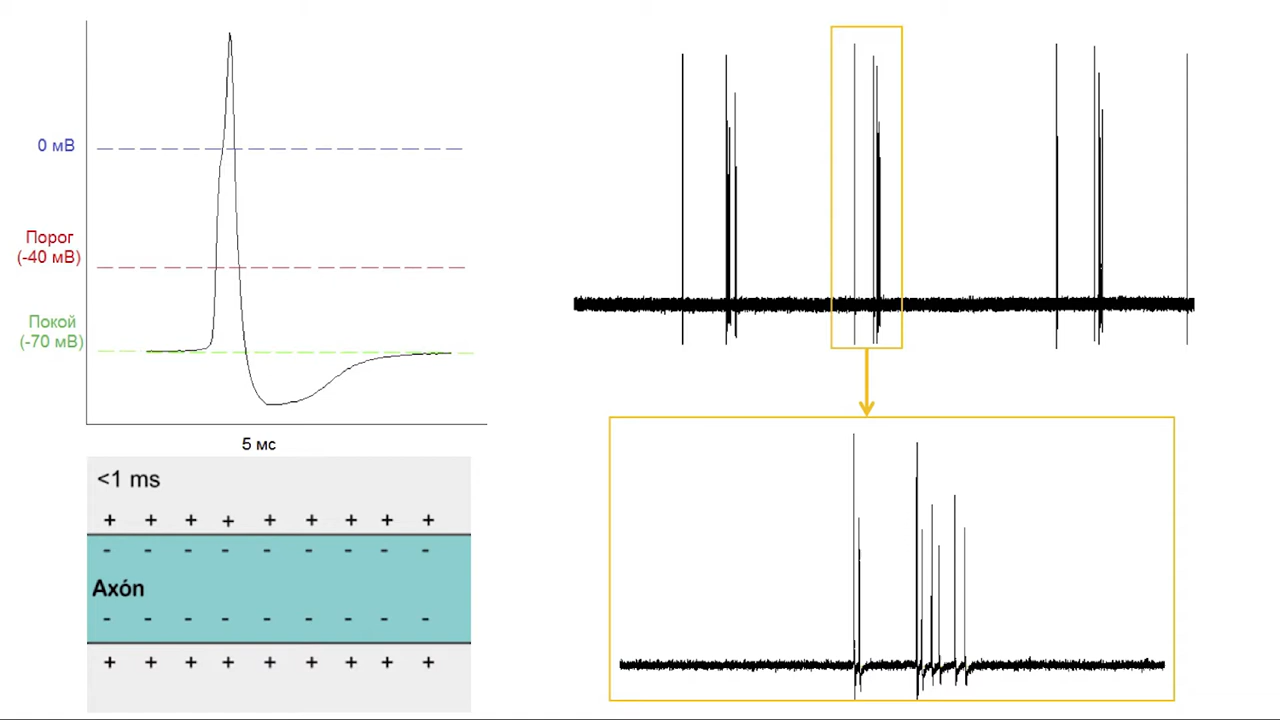 0 мВ
Порог
(-40 мВ)
Покой
(-70 мВ)
5 мс
<1 ms
+ + + + + + + + +
- - - - - - - - -
Axón
- - - - - - - - -
+ + + + + + + + +